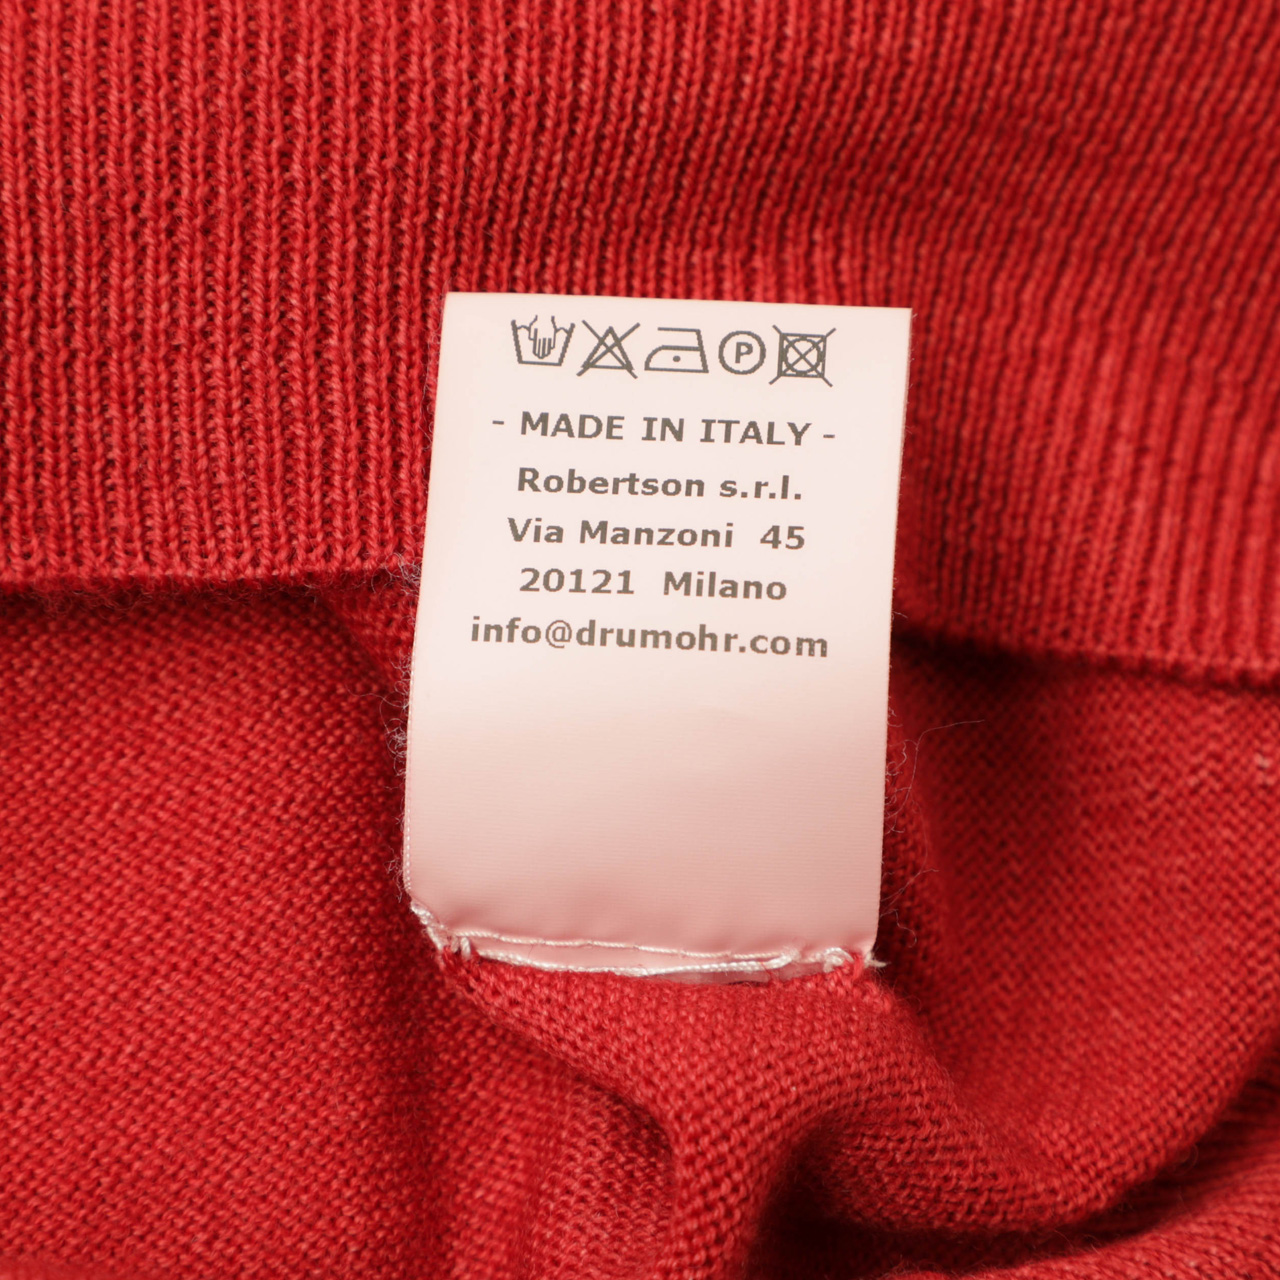 P
- MADE IN ITALY -
Robertson s.r.l.
Via Manzoni 45
20121 Milano
info@drumohr.com